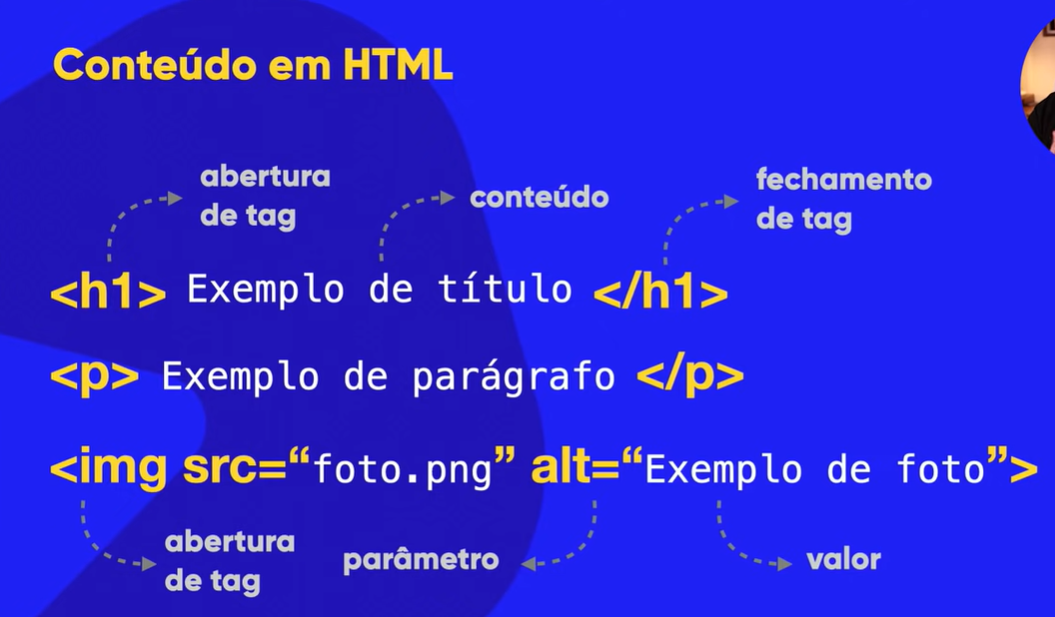 Conteúdo em HTML
abertura
de tag
conteúdo
fechamento
de tag
<h1> Exemplo de título </h1>
<p> Exemplo de parágrafo </p>
<img src=“foto.png” alt=“Exemplo de foto”>
abertura
de tag
parâmetro
valor